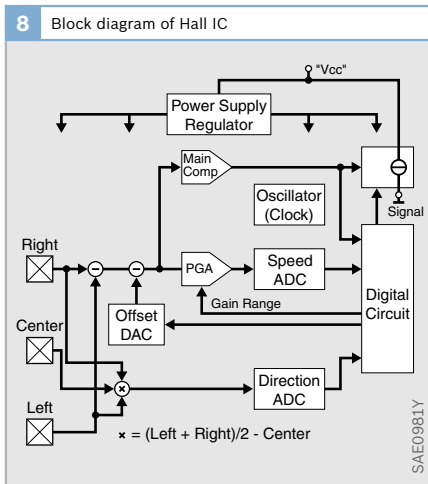 8 Block diagram of Hall IC
"Vcc"
Power Supply
Regulator
Main
Comp
Oscillator
(Clock)
Signal
Right
PGA
Speed
ADC
Gain Range
Digital
Circuit
Offset
DAC
Center
Direction
ADC
Left
× = (Left + Right)/2 - Center
SAE0981Y